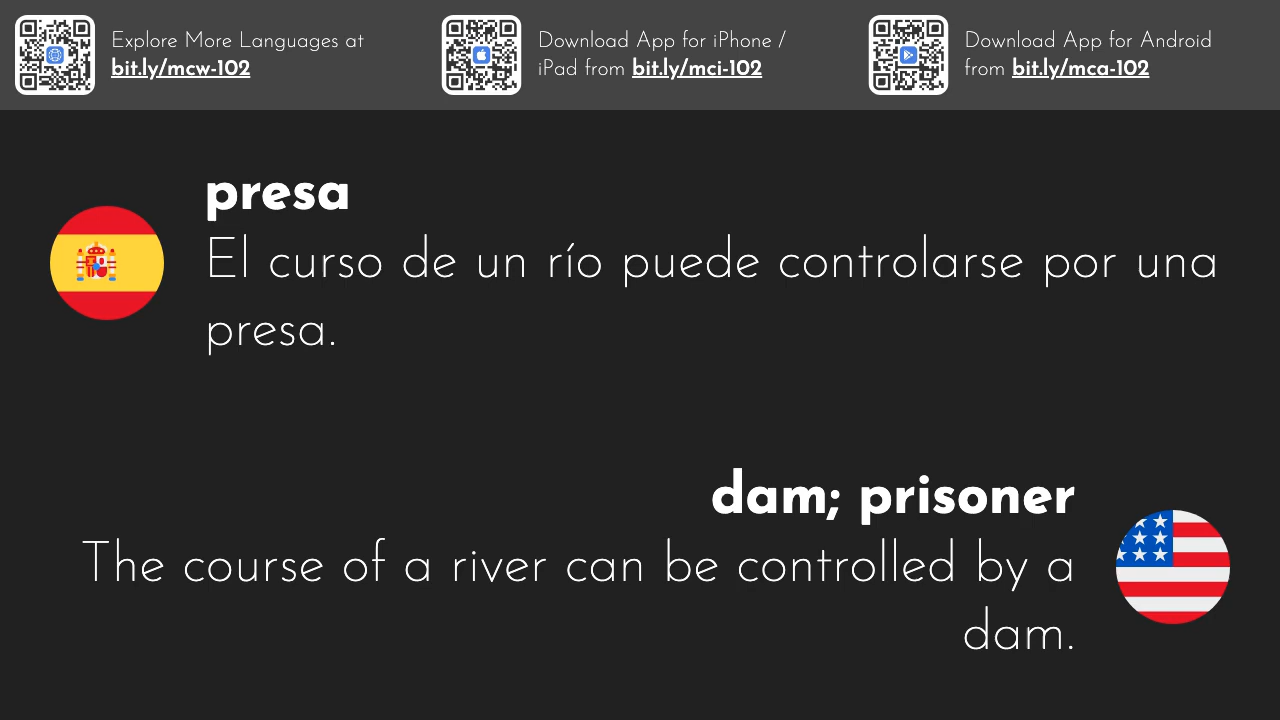 Explore More Languages at
bit.ly/mcw-102
Download App for iPhone /
iPad from bit.ly/mci-102
Download App for Android
from bit.ly/mca-102
presa
El curso de un río puede controlarse por una
presa.
dam; prisoner
The course of a river can be controlled by a
dam.